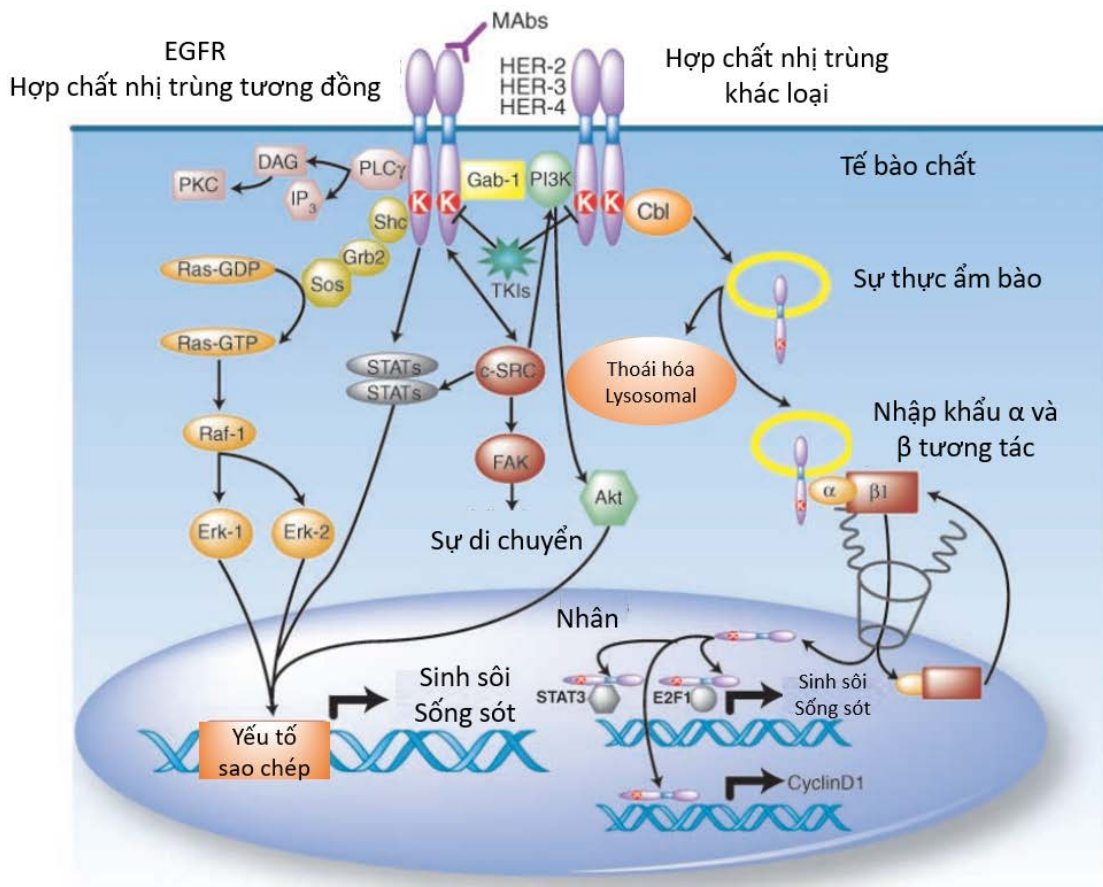 MAbs
EGFR
Hợp chất nhị trùng tương đồng
HER-2
HER-3
HER-4
Hợp chất nhị trùng
khác loại
Tế bào chất
PKC
DAG
IP3
PLCγ
Gab-1
PI3K
K
K
K
K
Cbl
Shc
Grb2
Sos
TKIs
Ras-GDP
Ras-GTP
Sự thực ẩm bào
STATs
STATs
c-SRC
Thoái hóa
Lysosomal
Raf-1
FAK
Nhập khẩu α và
β tương tác
K
K
α
β1
Akt
Erk-1
Erk-2
Sự di chuyển
Nhân
K
K
K
STAT3
E2F1
Sinh sôi
Sống sót
Sinh sôi
Sống sót
Yếu tố
sao chép
K
CyclinD1